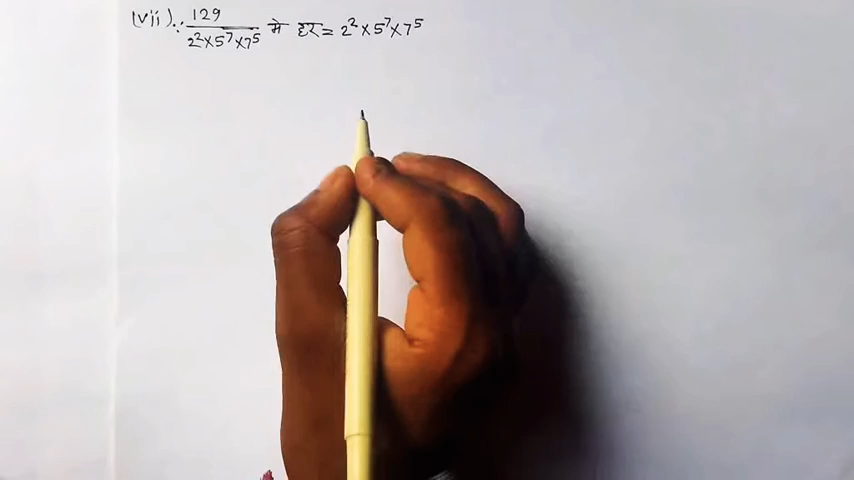 (vii) ∵ 129/(2²×5⁷×7⁵) मे हर = 2²×5⁷×7⁵